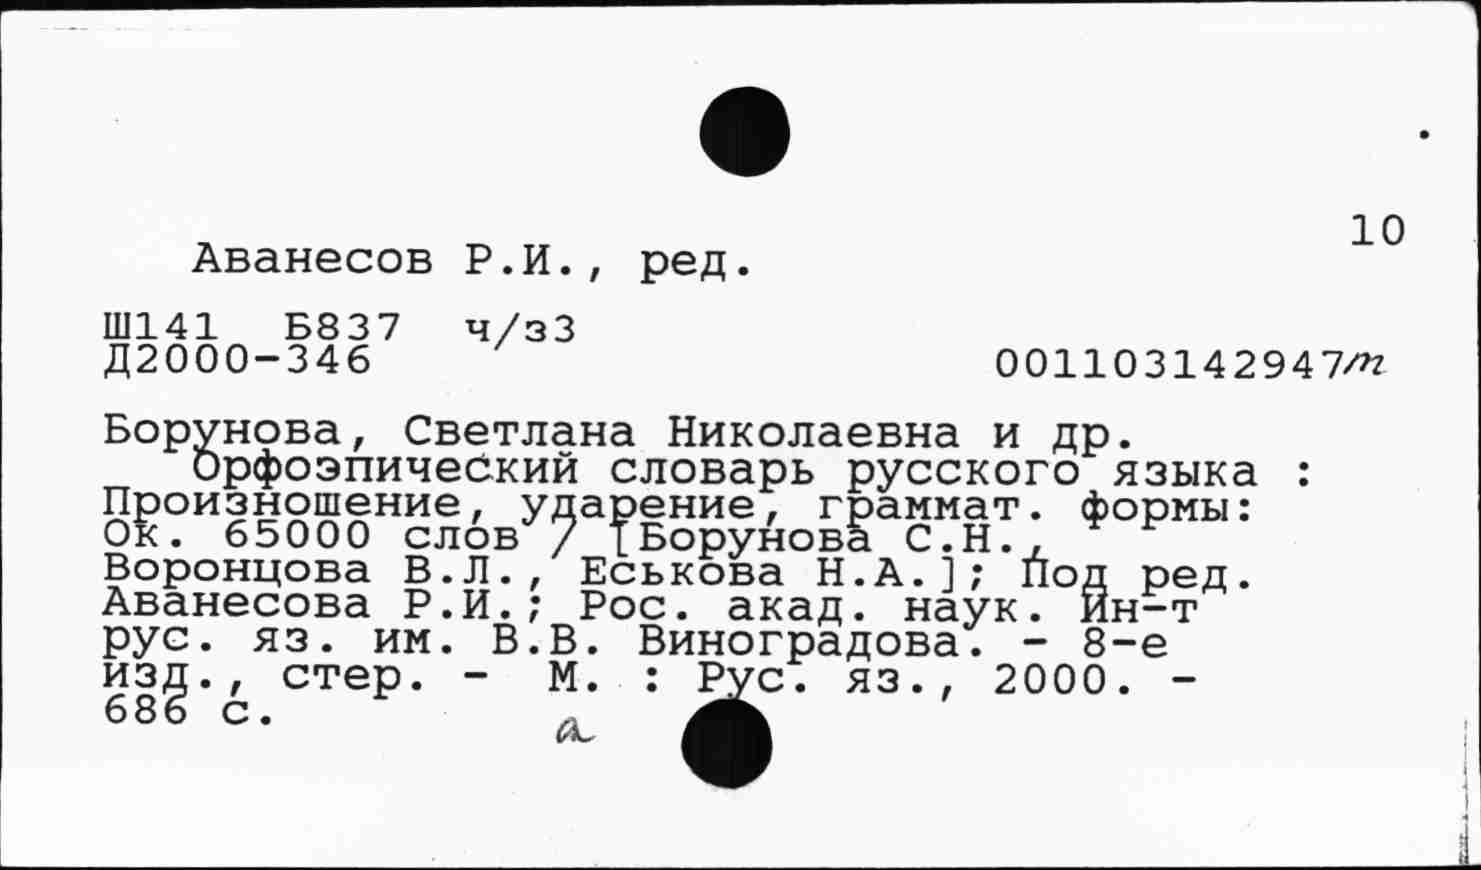 10
Аванесов Р.И., ред.
Ш141 Б837 ч/з3
Д2000-346
001103142947m
Борунова, Светлана Николаевна и др.
Орфоэпический словарь русского языка :
Произношение, ударение, граммат. формы:
Ок. 65000 слов / [Борунова С.Н.,
Воронцова В.Л., Еськова Н.А.]; Под ред.
Аванесова Р.И.; Рос. акад. наук. Ин-т
рус. яз. им. В.В. Виноградова. - 8-е
изд., стер. - М. : Рус. яз., 2000. -
686 с.
a